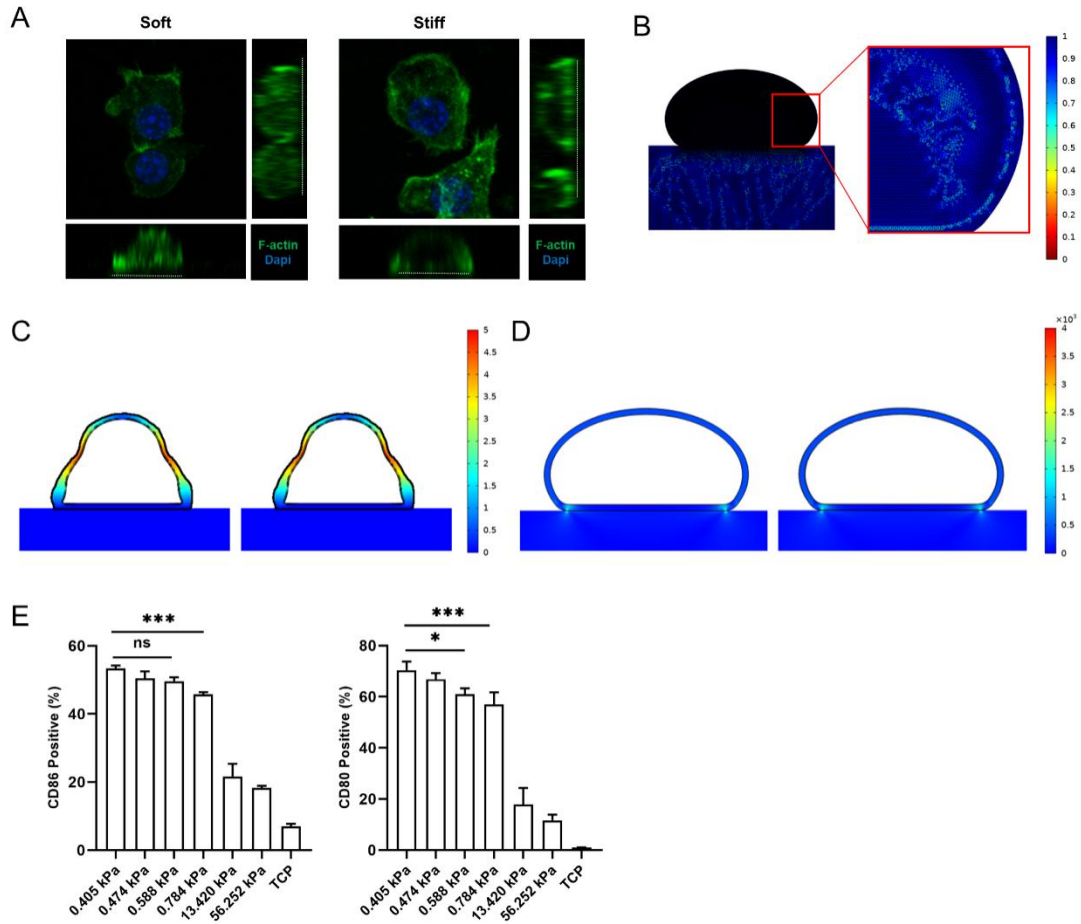 A
Soft
Stiff
F-actin
Dapi
F-actin
Dapi
B
1
0.9
0.8
0.7
0.6
0.5
0.4
0.3
0.2
0.1
0
C
5
4.5
4
3.5
3
2.5
2
1.5
1
0.5
0
D
×10³
4
3.5
3
2.5
2
1.5
1
0.5
0
E
CD86 Positive (%)
60
40
20
0
***
ns
0.405 kPa
0.474 kPa
0.588 kPa
0.784 kPa
13.420 kPa
56.252 kPa
TCP
CD80 Positive (%)
80
60
40
20
0
***
*
0.405 kPa
0.474 kPa
0.588 kPa
0.784 kPa
13.420 kPa
56.252 kPa
TCP